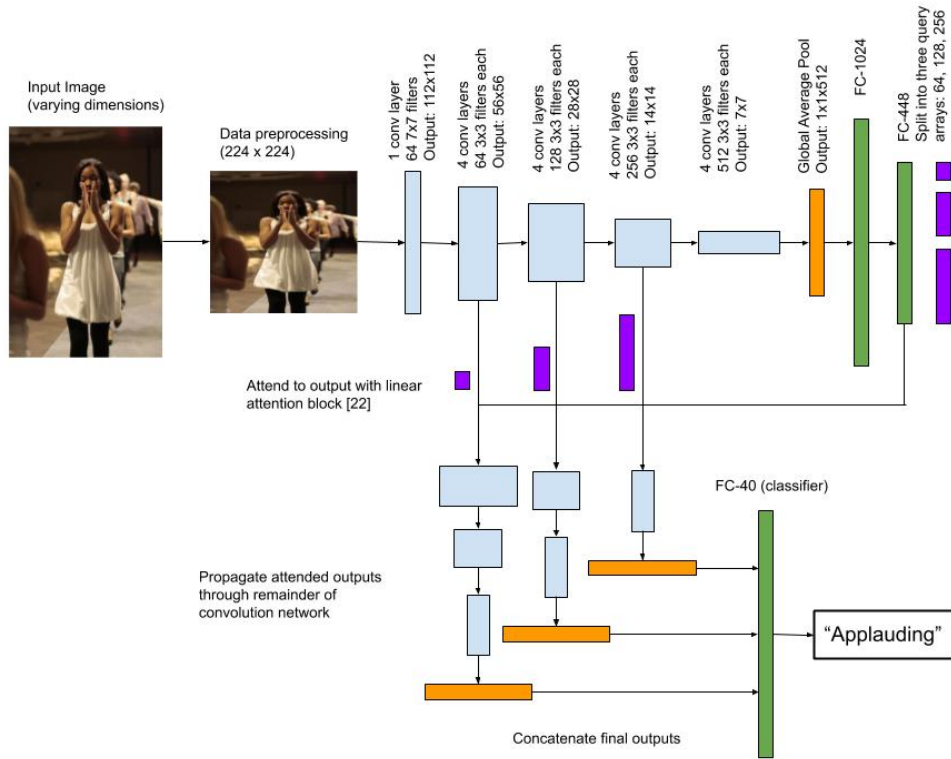 Input Image
(varying dimensions)
Data preprocessing
(224 x 224)
1 conv layer
64 7x7 filters
Output: 112x112
4 conv layers
64 3x3 filters each
Output: 56x56
4 conv layers
128 3x3 filters each
Output: 28x28
4 conv layers
256 3x3 filters each
Output: 14x14
4 conv layers
512 3x3 filters each
Output: 7x7
Global Average Pool
Output: 1x1x512
FC-1024
FC-448
Split into three query
arrays: 64, 128, 256
Attend to output with linear
attention block [22]
FC-40 (classifier)
Propagate attended outputs
through remainder of
convolution network
“Applauding”
Concatenate final outputs